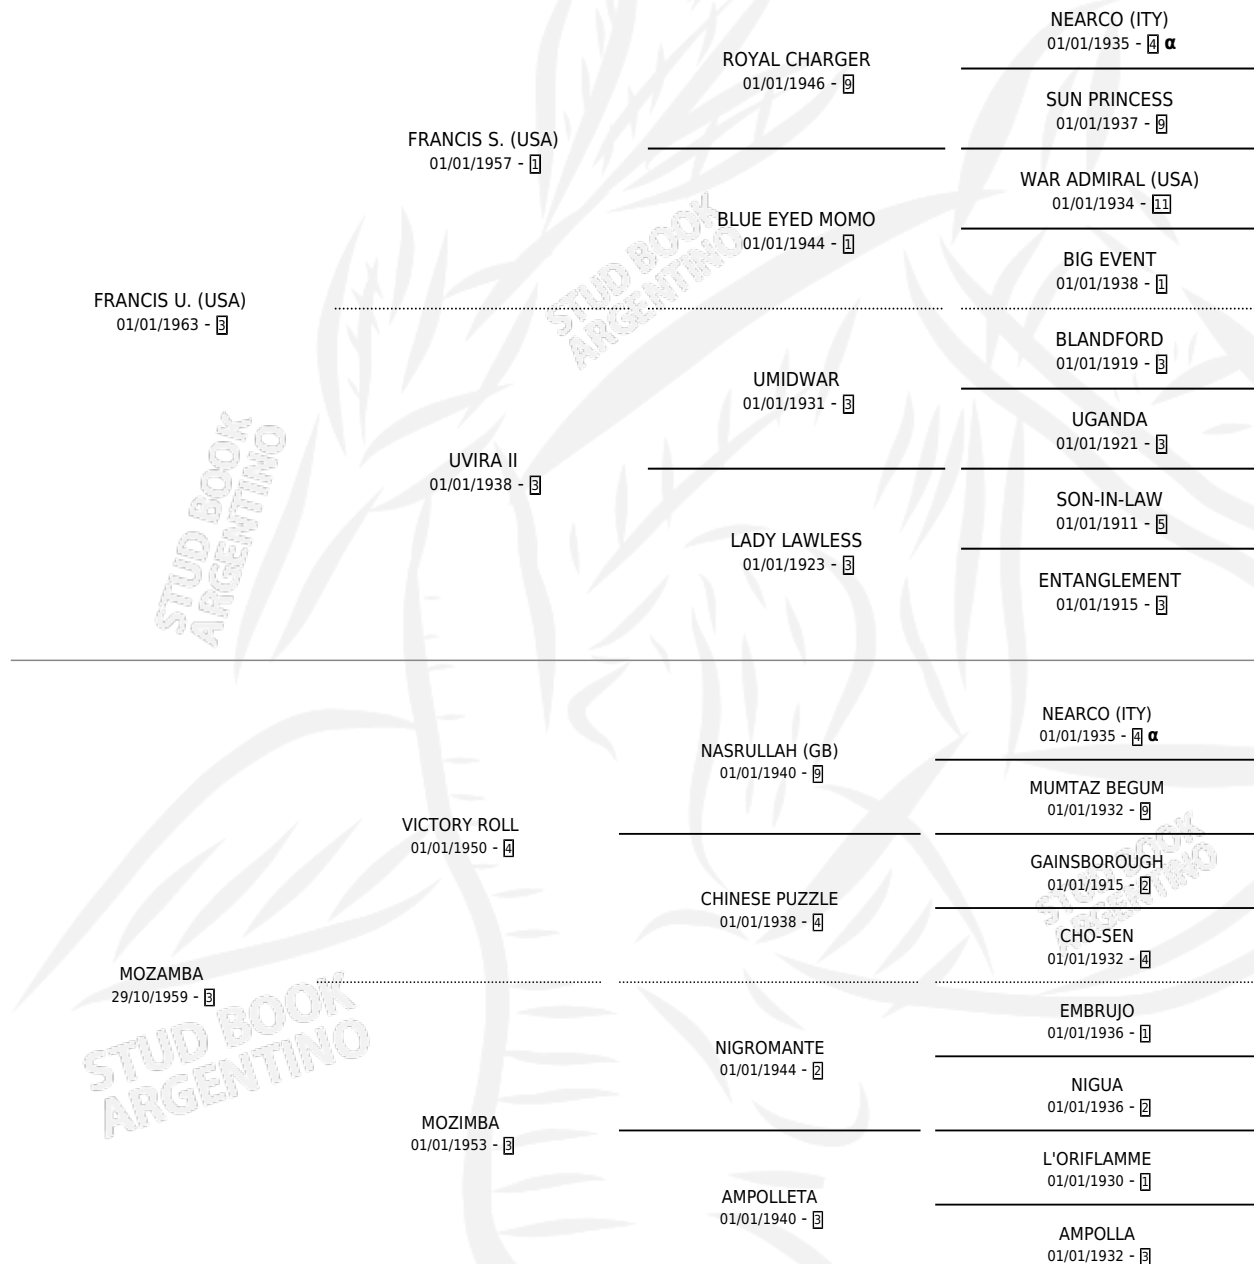 NEARCO (ITY)
01/01/1935 - 4 α
ROYAL CHARGER
01/01/1946 - 9
SUN PRINCESS
01/01/1937 - 9
FRANCIS S. (USA)
01/01/1957 - 1
WAR ADMIRAL (USA)
01/01/1934 - 11
BLUE EYED MOMO
01/01/1944 - 1
BIG EVENT
01/01/1938 - 1
FRANCIS U. (USA)
01/01/1963 - 3
BLANDFORD
01/01/1919 - 3
UMIDWAR
01/01/1931 - 3
UGANDA
01/01/1921 - 3
UVIRA II
01/01/1938 - 3
SON-IN-LAW
01/01/1911 - 5
LADY LAWLESS
01/01/1923 - 3
ENTANGLEMENT
01/01/1915 - 3
NEARCO (ITY)
01/01/1935 - 4 α
NASRULLAH (GB)
01/01/1940 - 9
MUMTAZ BEGUM
01/01/1932 - 9
VICTORY ROLL
01/01/1950 - 4
GAINSBOROUGH
01/01/1915 - 2
CHINESE PUZZLE
01/01/1938 - 4
CHO-SEN
01/01/1932 - 4
MOZAMBA
29/10/1959 - 3
EMBRUJO
01/01/1936 - 1
NIGROMANTE
01/01/1944 - 2
NIGUA
01/01/1936 - 2
MOZIMBA
01/01/1953 - 3
L'ORIFLAMME
01/01/1930 - 1
AMPOLLETA
01/01/1940 - 3
AMPOLLA
01/01/1932 - 3
STUD BOOK
ARGENTINO
STUD BOOK
ARGENTINO
STUD BOOK
ARGENTINO
STUD BOOK
ARGENTINO